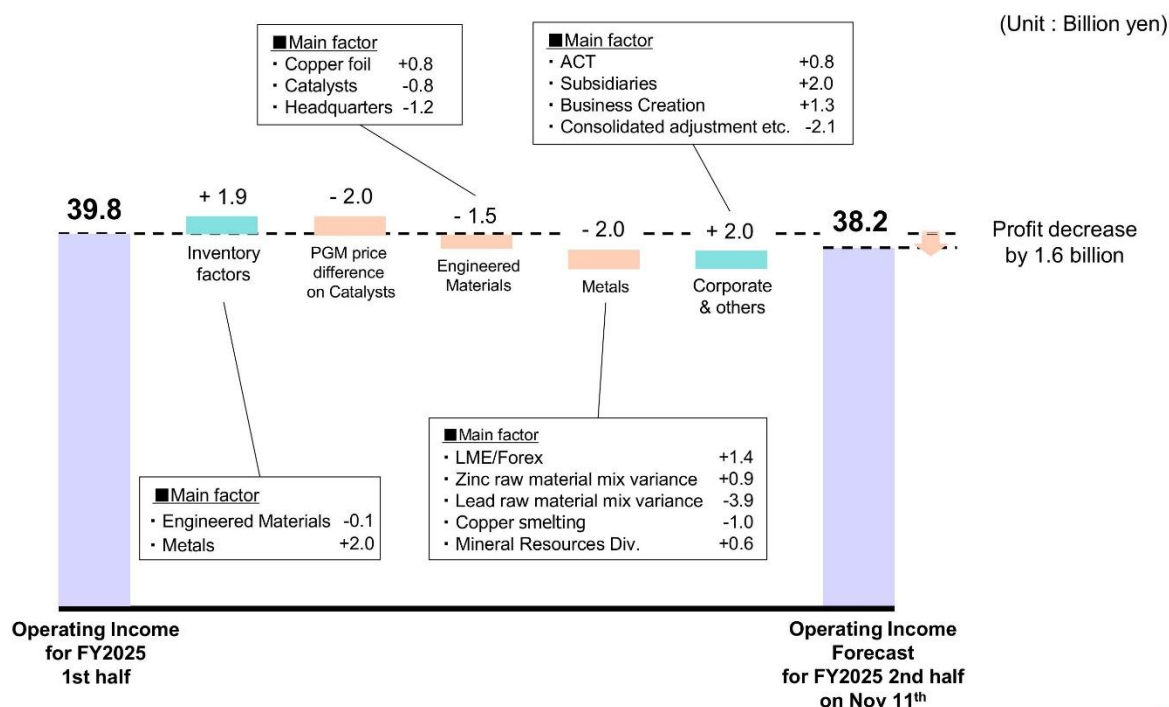 (Unit : Billion yen)
■Main factor
・Copper foil +0.8
・Catalysts -0.8
・Headquarters -1.2
■Main factor
・ACT +0.8
・Subsidiaries +2.0
・Business Creation +1.3
・Consolidated adjustment etc. -2.1
39.8
+ 1.9
Inventory
factors
- 2.0
PGM price
difference
on Catalysts
- 1.5
Engineered
Materials
- 2.0
Metals
+ 2.0
Corporate
& others
38.2
Profit decrease
by 1.6 billion
■Main factor
・Engineered Materials -0.1
・Metals +2.0
■Main factor
・LME/Forex +1.4
・Zinc raw material mix variance +0.9
・Lead raw material mix variance -3.9
・Copper smelting -1.0
・Mineral Resources Div. +0.6
Operating Income
for FY2025
1st half
Operating Income
Forecast
for FY2025 2nd half
on Nov 11th